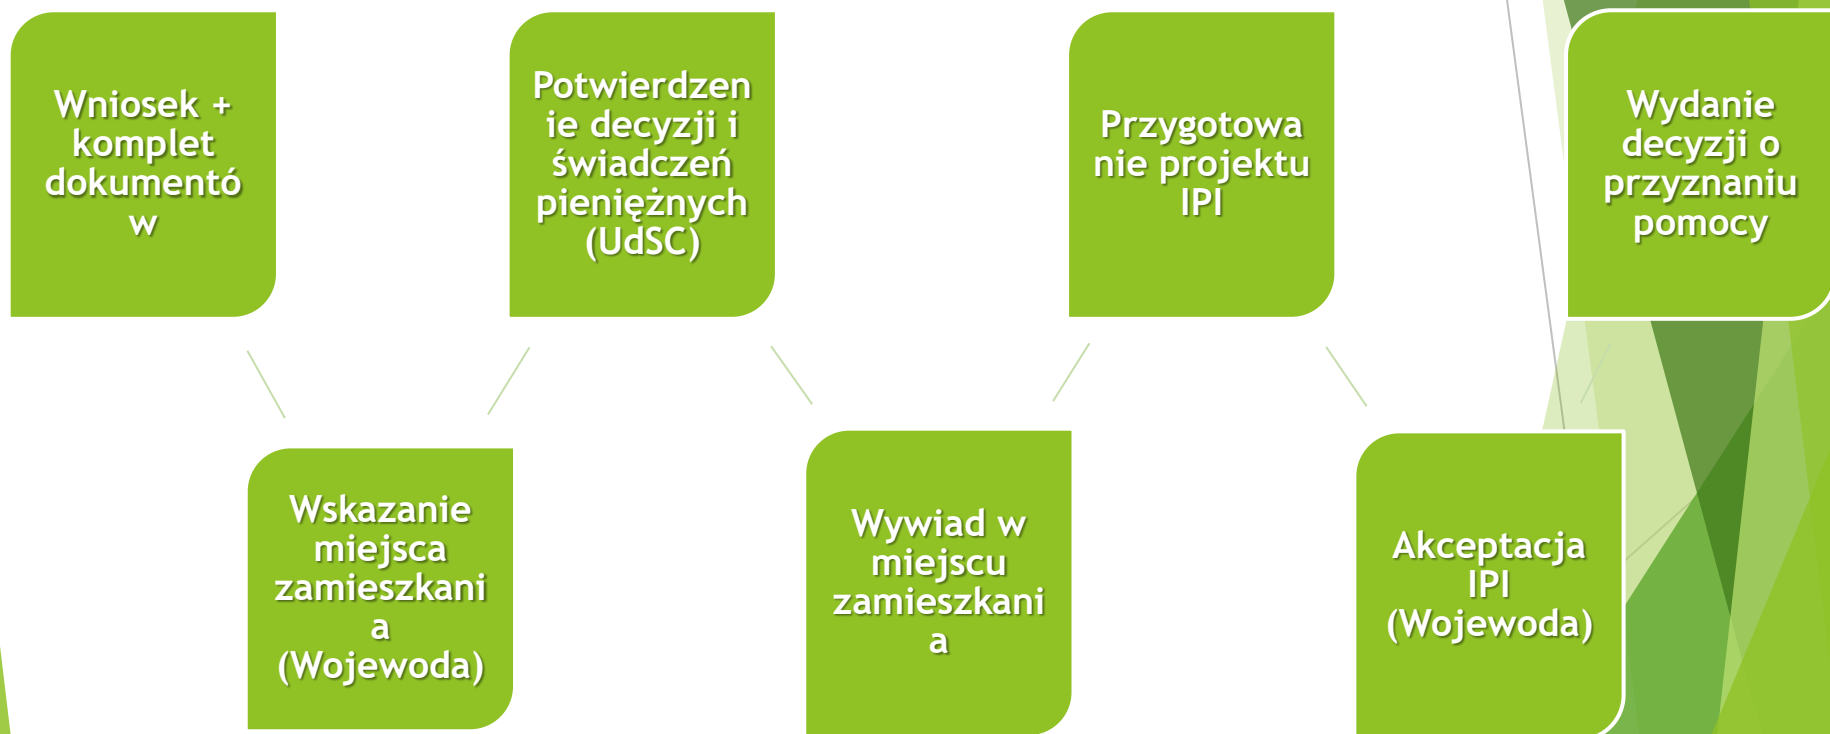 Wniosek +
komplet
dokumentó
w
Wskazanie
miejsca
zamieszkani
a
(Wojewoda)
Potwierdzen
ie decyzji i
świadczeń
pieniężnych
(UdSC)
Wywiad w
miejscu
zamieszkani
a
Przygotowa
nie projektu
IPI
Akceptacja
IPI
(Wojewoda)
Wydanie
decyzji o
przyznaniu
pomocy